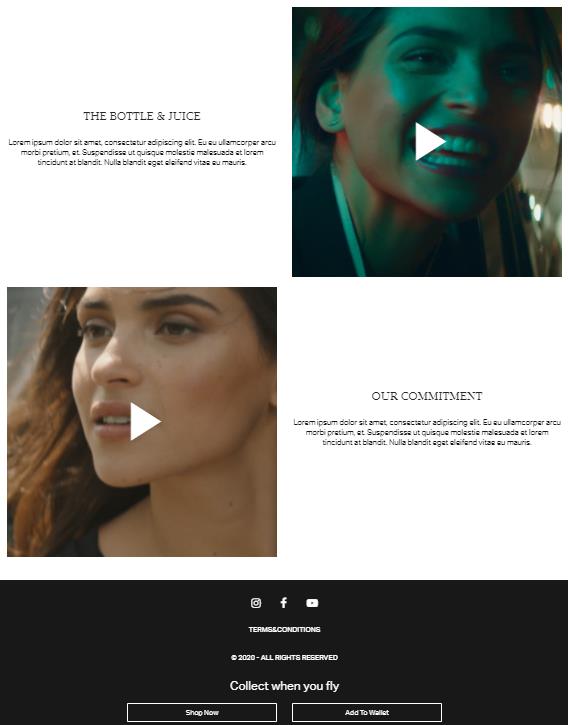 THE BOTTLE & JUICE
Lorem ipsum dolor sit amet, consectetur adipiscing elit. Eu eu ullamcorper arcu
morbi pretium, et. Suspendisse ut quisque molestie malesuada et lorem
tincidunt at blandit. Nulla blandit eget eleifend vitae eu mauris.
OUR COMMITMENT
Lorem ipsum dolor sit amet, consectetur adipiscing elit. Eu eu ullamcorper arcu
morbi pretium, et. Suspendisse ut quisque molestie malesuada et lorem
tincidunt at blandit. Nulla blandit eget eleifend vitae eu mauris.
TERMS&CONDITIONS
© 2020 - ALL RIGHTS RESERVED
Collect when you fly
Shop Now
Add To Wallet